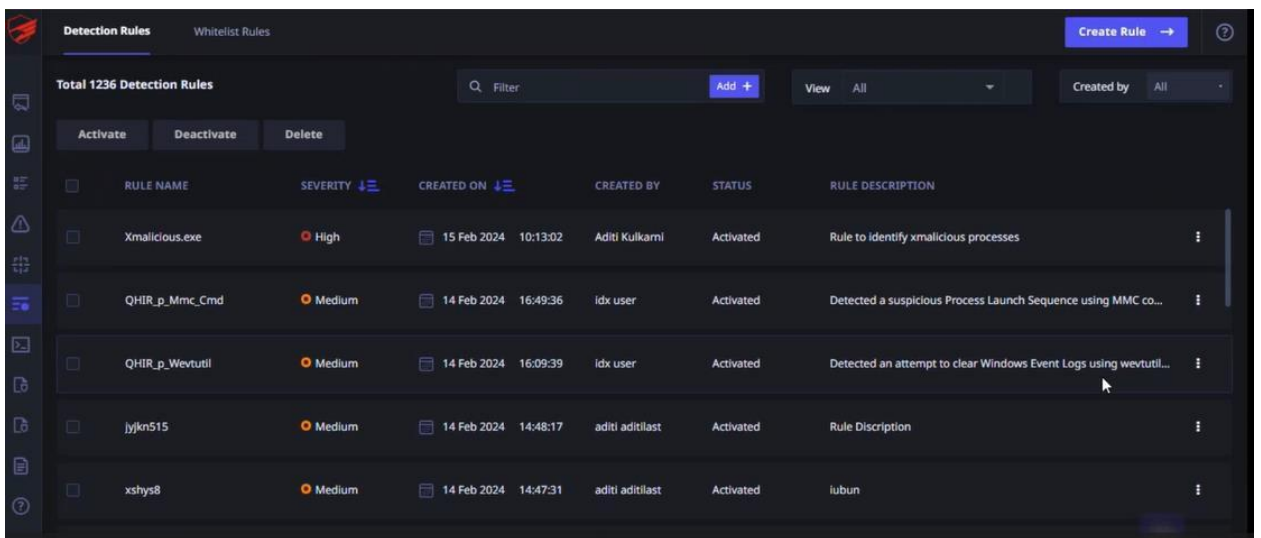 Detection Rules Whitelist Rules Create Rule →
Total 1236 Detection Rules Filter Add + View All Created by All
Activate Deactivate Delete
RULE NAME SEVERITY CREATED ON CREATED BY STATUS RULE DESCRIPTION
Xmalicious.exe High 15 Feb 2024 10:13:02 Aditi Kulkarni Activated Rule to identify xmalicious processes
QHIR_p_Mmc_Cmd Medium 14 Feb 2024 16:49:36 idx user Activated Detected a suspicious Process Launch Sequence using MMC co...
QHIR_p_Wevtutil Medium 14 Feb 2024 16:09:39 idx user Activated Detected an attempt to clear Windows Event Logs using wevtutil...
jyjkn515 Medium 14 Feb 2024 14:48:17 aditi aditilast Activated Rule Discription
xshys8 Medium 14 Feb 2024 14:47:31 aditi aditilast Activated iubun